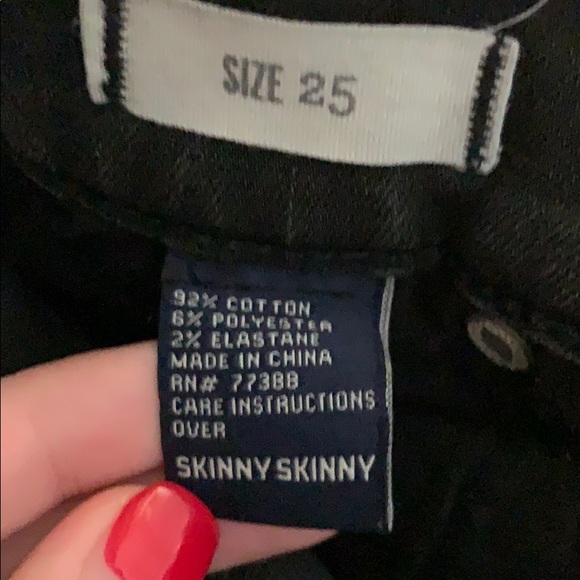 SIZE 25
92% COTTON
6% POLYESTER
2% ELASTANE
MADE IN CHINA
RN# 77388
CARE INSTRUCTIONS
OVER
SKINNY SKINNY